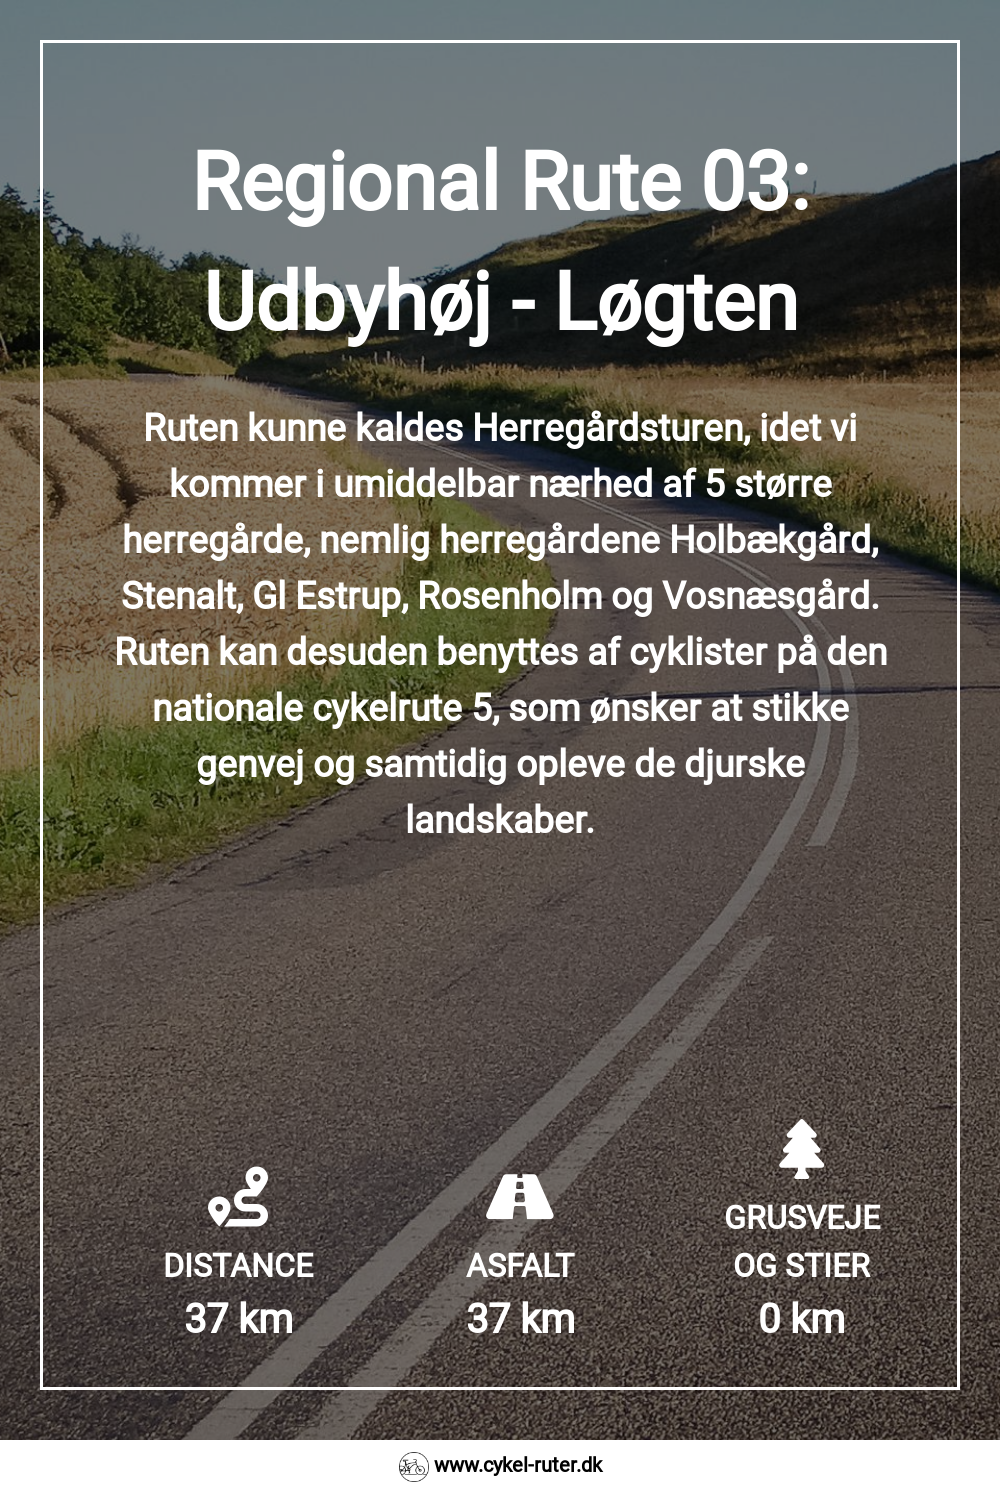 Regional Rute 03:
Udbyhøj - Løgten
Ruten kunne kaldes Herregårdsturen, idet vi
kommer i umiddelbar nærhed af 5 større
herregårde, nemlig herregårdene Holbækgård,
Stenalt, Gl Estrup, Rosenholm og Vosnæsgård.
Ruten kan desuden benyttes af cyklister på den
nationale cykelrute 5, som ønsker at stikke
genvej og samtidig opleve de djurske
landskaber.
DISTANCE
37 km
ASFALT
37 km
GRUSVEJE
OG STIER
0 km
www.cykel-ruter.dk